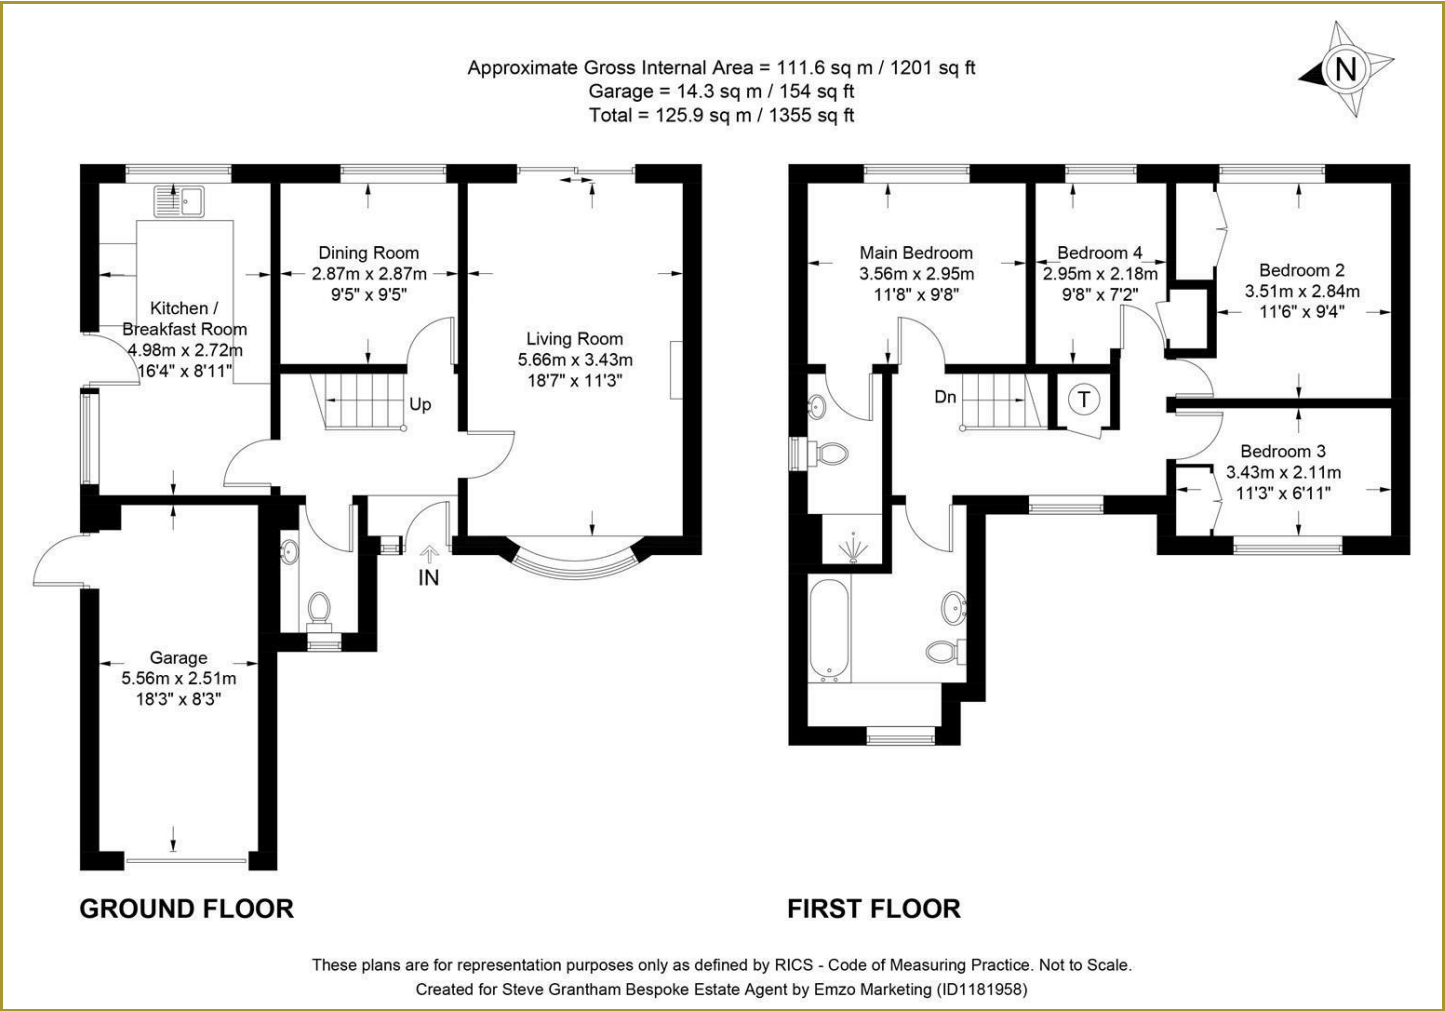 N
Approximate Gross Internal Area = 111.6 sq m / 1201 sq ft
Garage = 14.3 sq m / 154 sq ft
Total = 125.9 sq m / 1355 sq ft
Kitchen /
Breakfast Room
4.98m x 2.72m
16'4" x 8'11"
Dining Room
2.87m x 2.87m
9'5" x 9'5"
Living Room
5.66m x 3.43m
18'7" x 11'3"
Up
IN
Garage
5.56m x 2.51m
18'3" x 8'3"
GROUND FLOOR
Main Bedroom
3.56m x 2.95m
11'8" x 9'8"
Bedroom 4
2.95m x 2.18m
9'8" x 7'2"
Bedroom 2
3.51m x 2.84m
11'6" x 9'4"
Dn
T
Bedroom 3
3.43m x 2.11m
11'3" x 6'11"
FIRST FLOOR
These plans are for representation purposes only as defined by RICS - Code of Measuring Practice. Not to Scale.
Created for Steve Grantham Bespoke Estate Agent by Emzo Marketing (ID1181958)